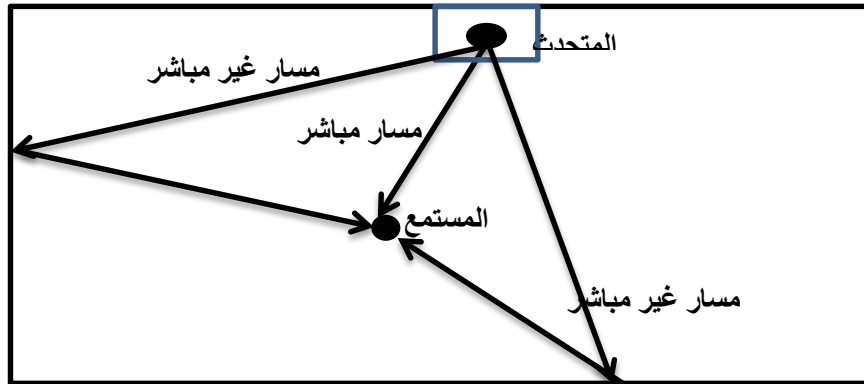 المتحدث
مسار غير مباشر
مسار مباشر
المستمع
مسار غير مباشر